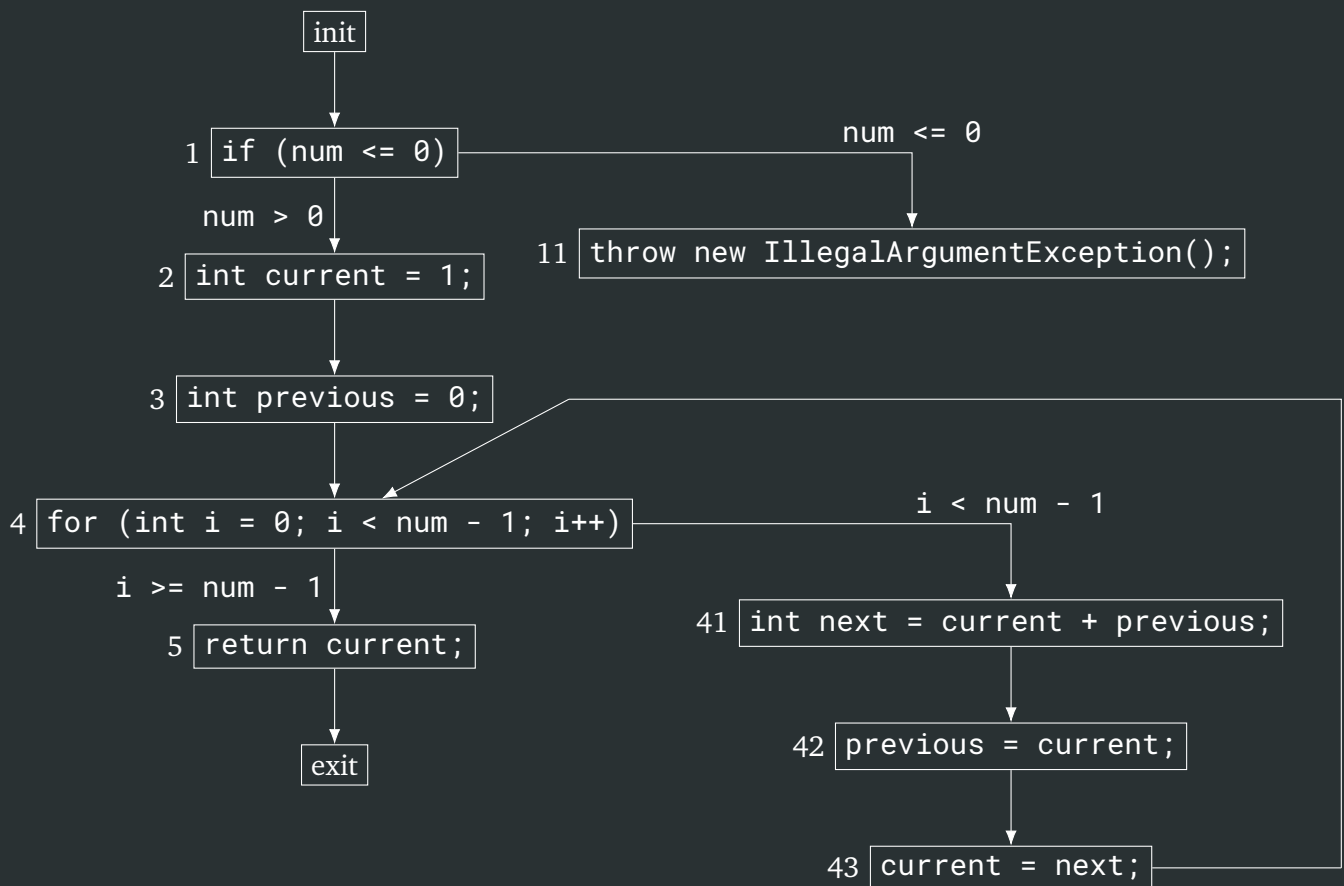 init
num <= 0
1 if (num <= 0)
num > 0
11 throw new IllegalArgumentException();
2 int current = 1;
3 int previous = 0;
i < num - 1
4 for (int i = 0; i < num - 1; i++)
i >= num - 1
41 int next = current + previous;
5 return current;
42 previous = current;
exit
43 current = next;